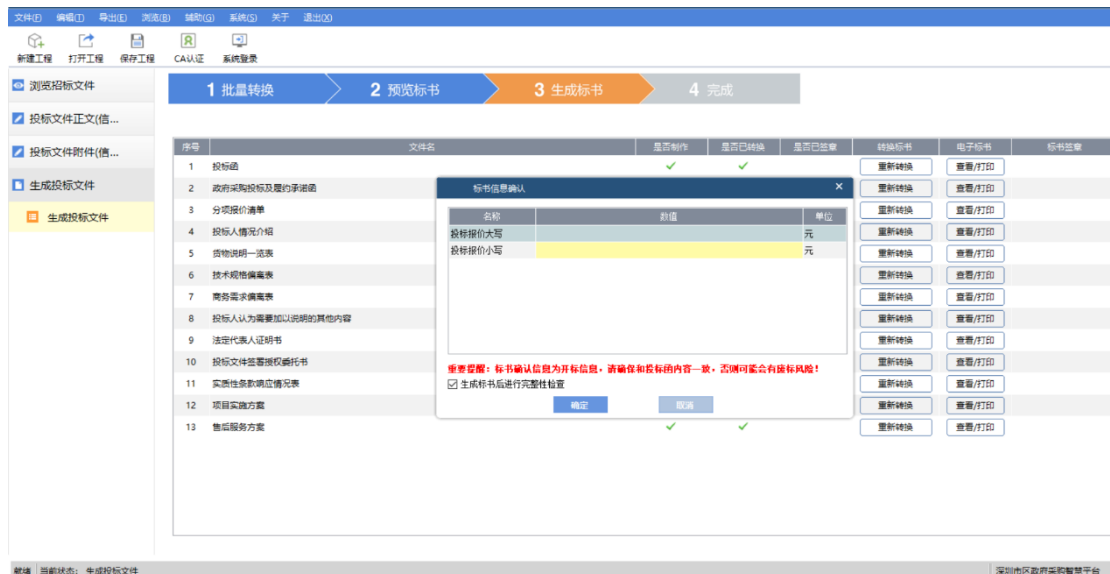 文件(F) 编辑(I) 导出(E) 浏览(B) 辅助(G) 系统(S) 关于 退出(X)
新建工程 打开工程 保存工程 CA认证 系统登录
浏览招标文件
投标文件正文(信...
投标文件附件(信...
生成投标文件
生成投标文件
1 批量转换 2 预览标书 3 生成标书 4 完成
序号 文件名 是否制作 是否已转换 是否已签章 转换标书 电子标书 标书签章
1 投标函 重新转换 查看/打印
2 政府采购投标及履约承诺函 重新转换 查看/打印
3 分项报价清单 重新转换 查看/打印
4 投标人情况介绍 重新转换 查看/打印
5 货物说明一览表 重新转换 查看/打印
6 技术规格偏离表 重新转换 查看/打印
7 商务需求偏离表 重新转换 查看/打印
8 投标人认为需要加以说明的其他内容 重新转换 查看/打印
9 法定代表人证明书 重新转换 查看/打印
10 投标文件签署授权委托书 重新转换 查看/打印
11 实质性条款响应情况表 重新转换 查看/打印
12 项目实施方案 重新转换 查看/打印
13 售后服务方案 重新转换 查看/打印
标书信息确认 ×
名称 数值 单位
投标报价大写 元
投标报价小写 元
重要提醒：标书确认信息为开标信息，请确保和投标函内容一致，否则可能会有废标风险！
生成标书后进行完整性检查
确定 取消
就绪 当前状态：生成投标文件 深圳市区政府采购智慧平台